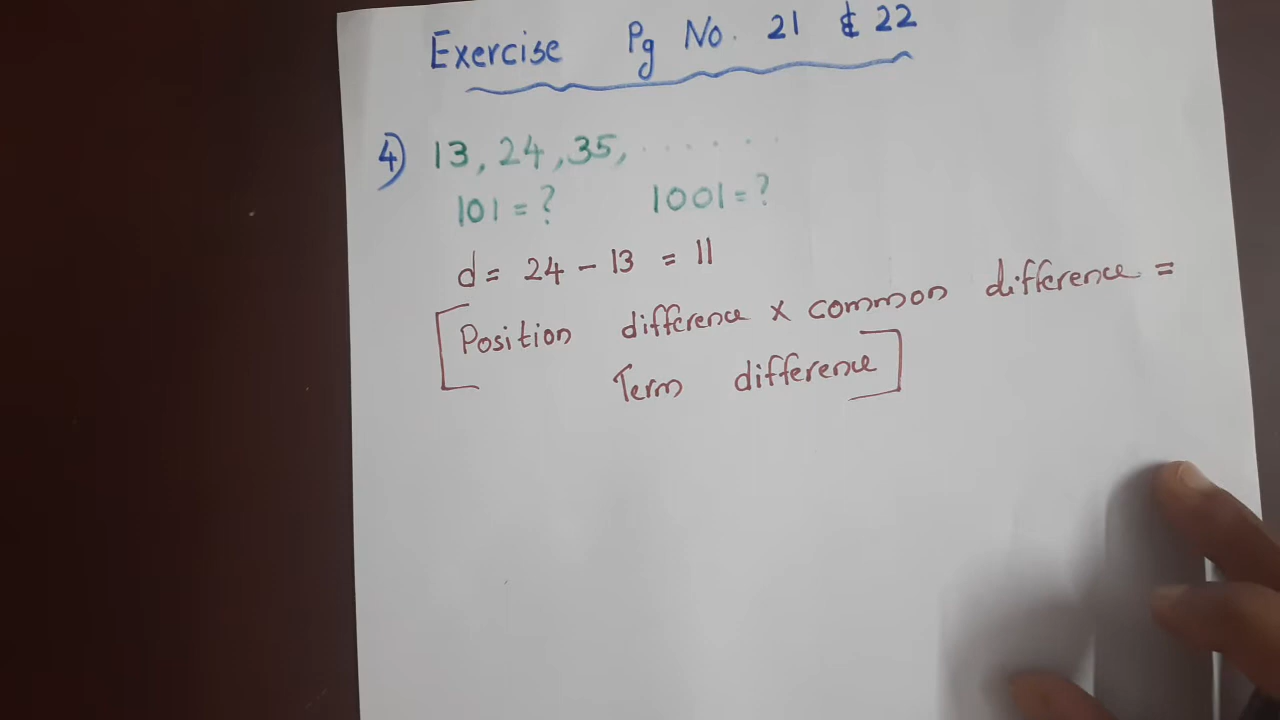 Exercise Pg No. 21 & 22
4) 13, 24, 35, .......
101 = ? 1001 = ?
d = 24 - 13 = 11
[Position difference x common difference =
Term difference]